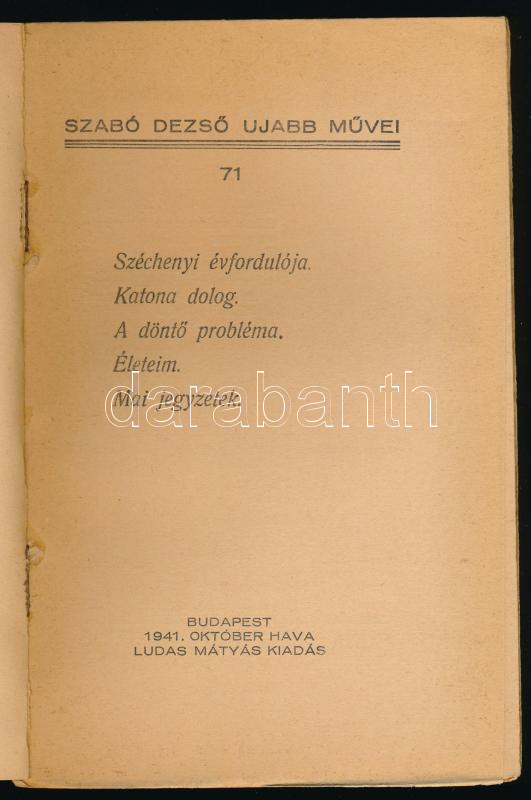 SZABÓ DEZSŐ UJABB MŰVEI
71
Széchenyi évfordulója.
Katona dolog.
A döntő probléma.
Életeim.
Mai jegyzetek.
darabanth
BUDAPEST
1941. OKTÓBER HAVA
LUDAS MÁTYÁS KIADÁS